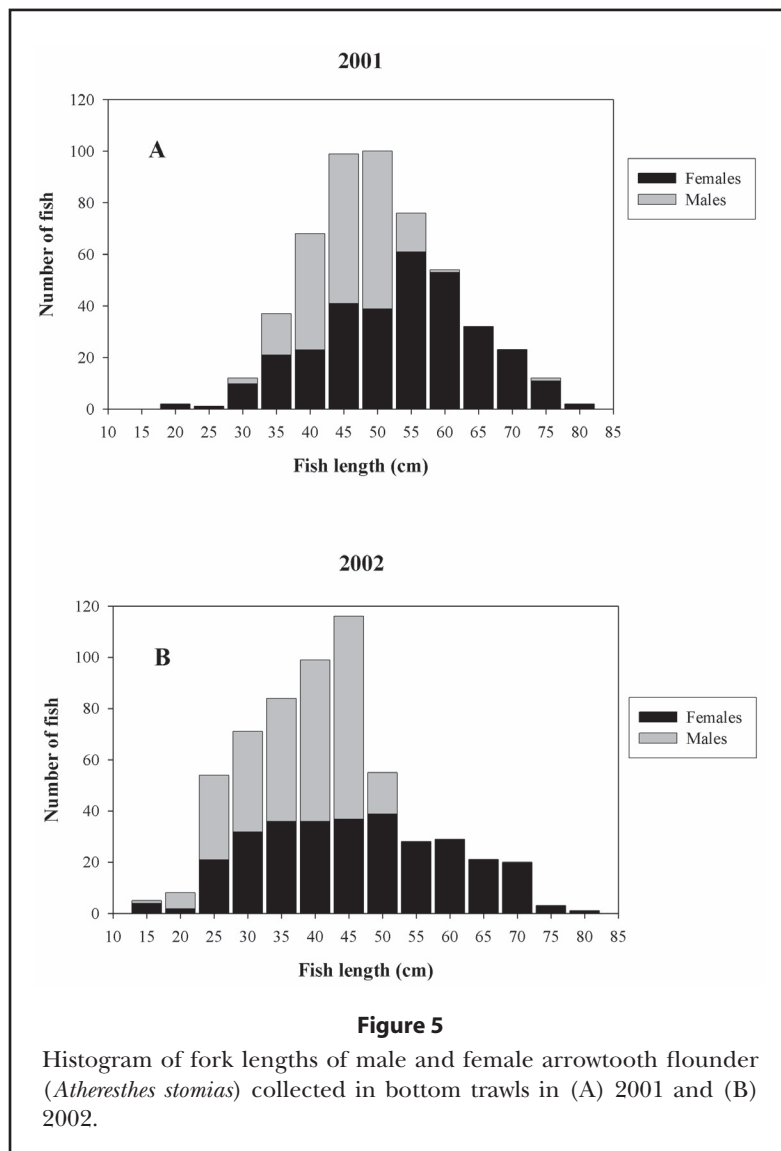 2001
A
120
100
80
60
40
20
0
Number of fish
10 15 20 25 30 35 40 45 50 55 60 65 70 75 80 85
Fish length (cm)
Females
Males
2002
B
120
100
80
60
40
20
0
Number of fish
10 15 20 25 30 35 40 45 50 55 60 65 70 75 80 85
Fish length (cm)
Females
Males
Figure 5
Histogram of fork lengths of male and female arrowtooth flounder
(Atheresthes stomias) collected in bottom trawls in (A) 2001 and (B)
2002.